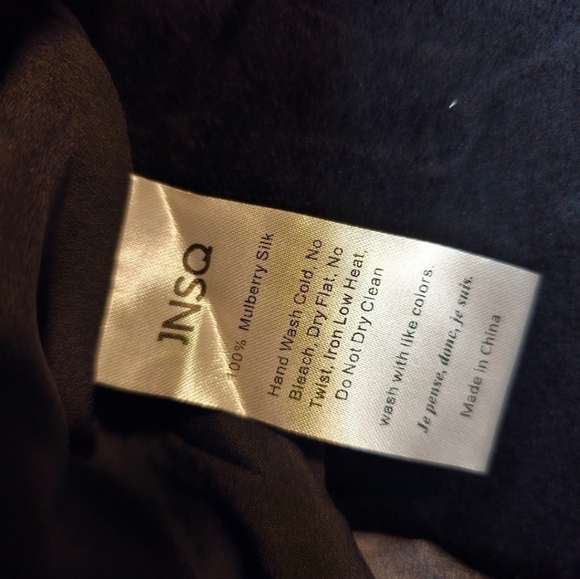 JNSQ
100% Mulberry Silk
Hand Wash Cold, No
Bleach, Dry Flat, No
Twist, Iron Low Heat,
Do Not Dry Clean
wash with like colors.
Je pense, donc, je suis.
Made in China